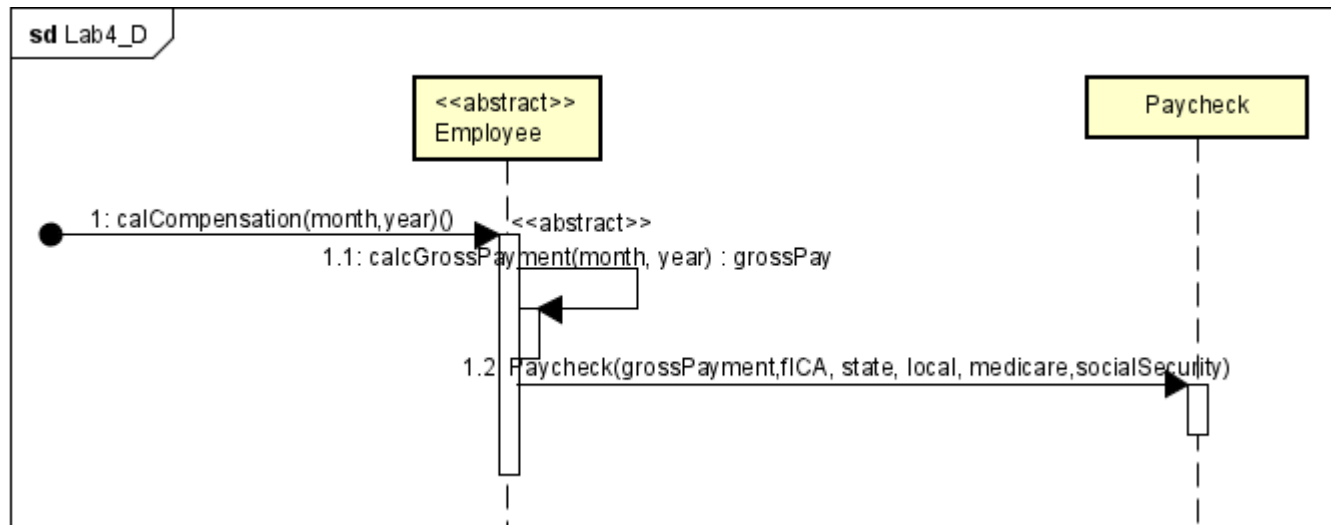 sd Lab4_D
<<abstract>>
Employee
Paycheck
1: calCompensation(month,year)()
<<abstract>>
1.1: calcGrossPayment(month, year) : grossPay
1.2 Paycheck(grossPayment,fICA, state, local, medicare,socialSecurity)